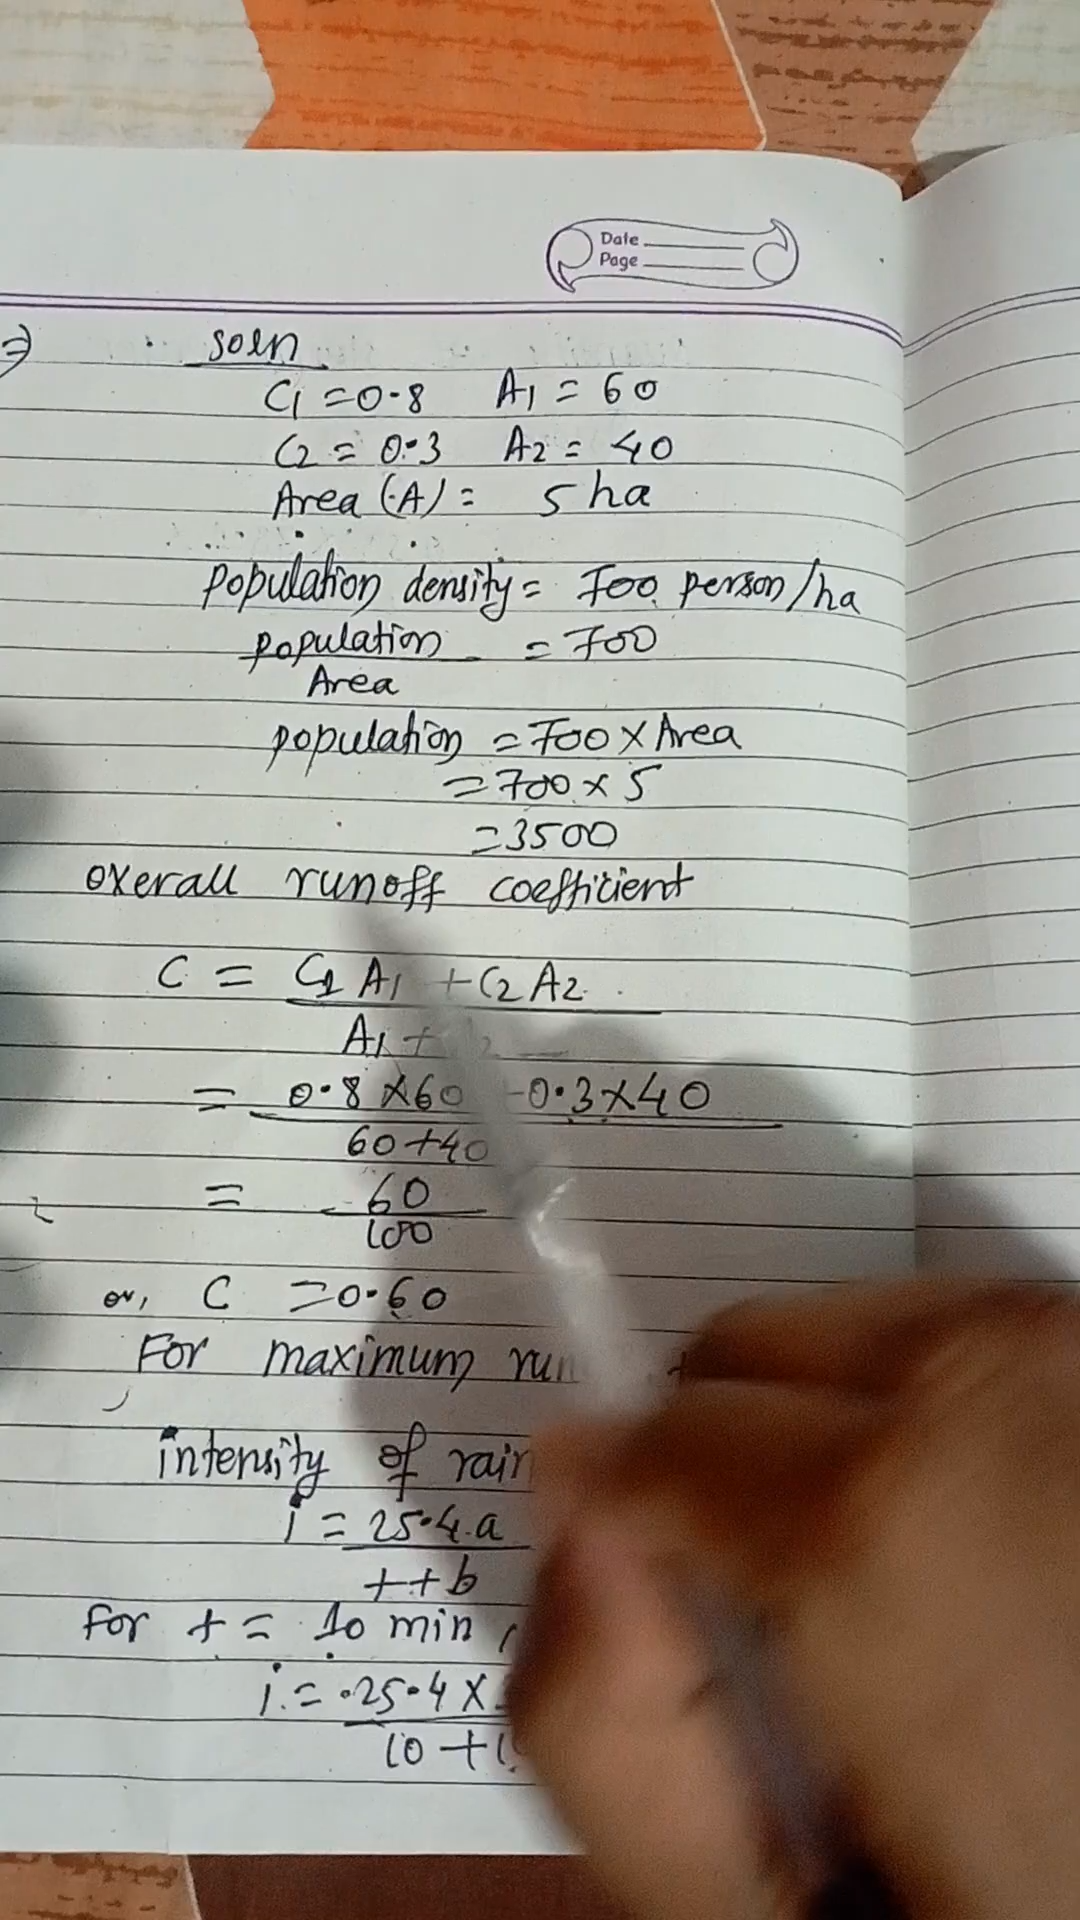 Date
Page
⇒ soln
C1 = 0.8 A1 = 60
C2 = 0.3 A2 = 40
Area (A) = 5 ha
population density = 700 person/ha
population = 700
Area
population = 700 × Area
= 700 × 5
= 3500
overall runoff coefficient
C = C1 A1 + C2 A2
A1 +
= 0.8 × 60 0.3 × 40
60 + 40
= 60
100
or, C = 0.60
For maximum
intensity of
i = 25.4 a
t + b
For t = 10 min,
i = 25.4 ×
10 +